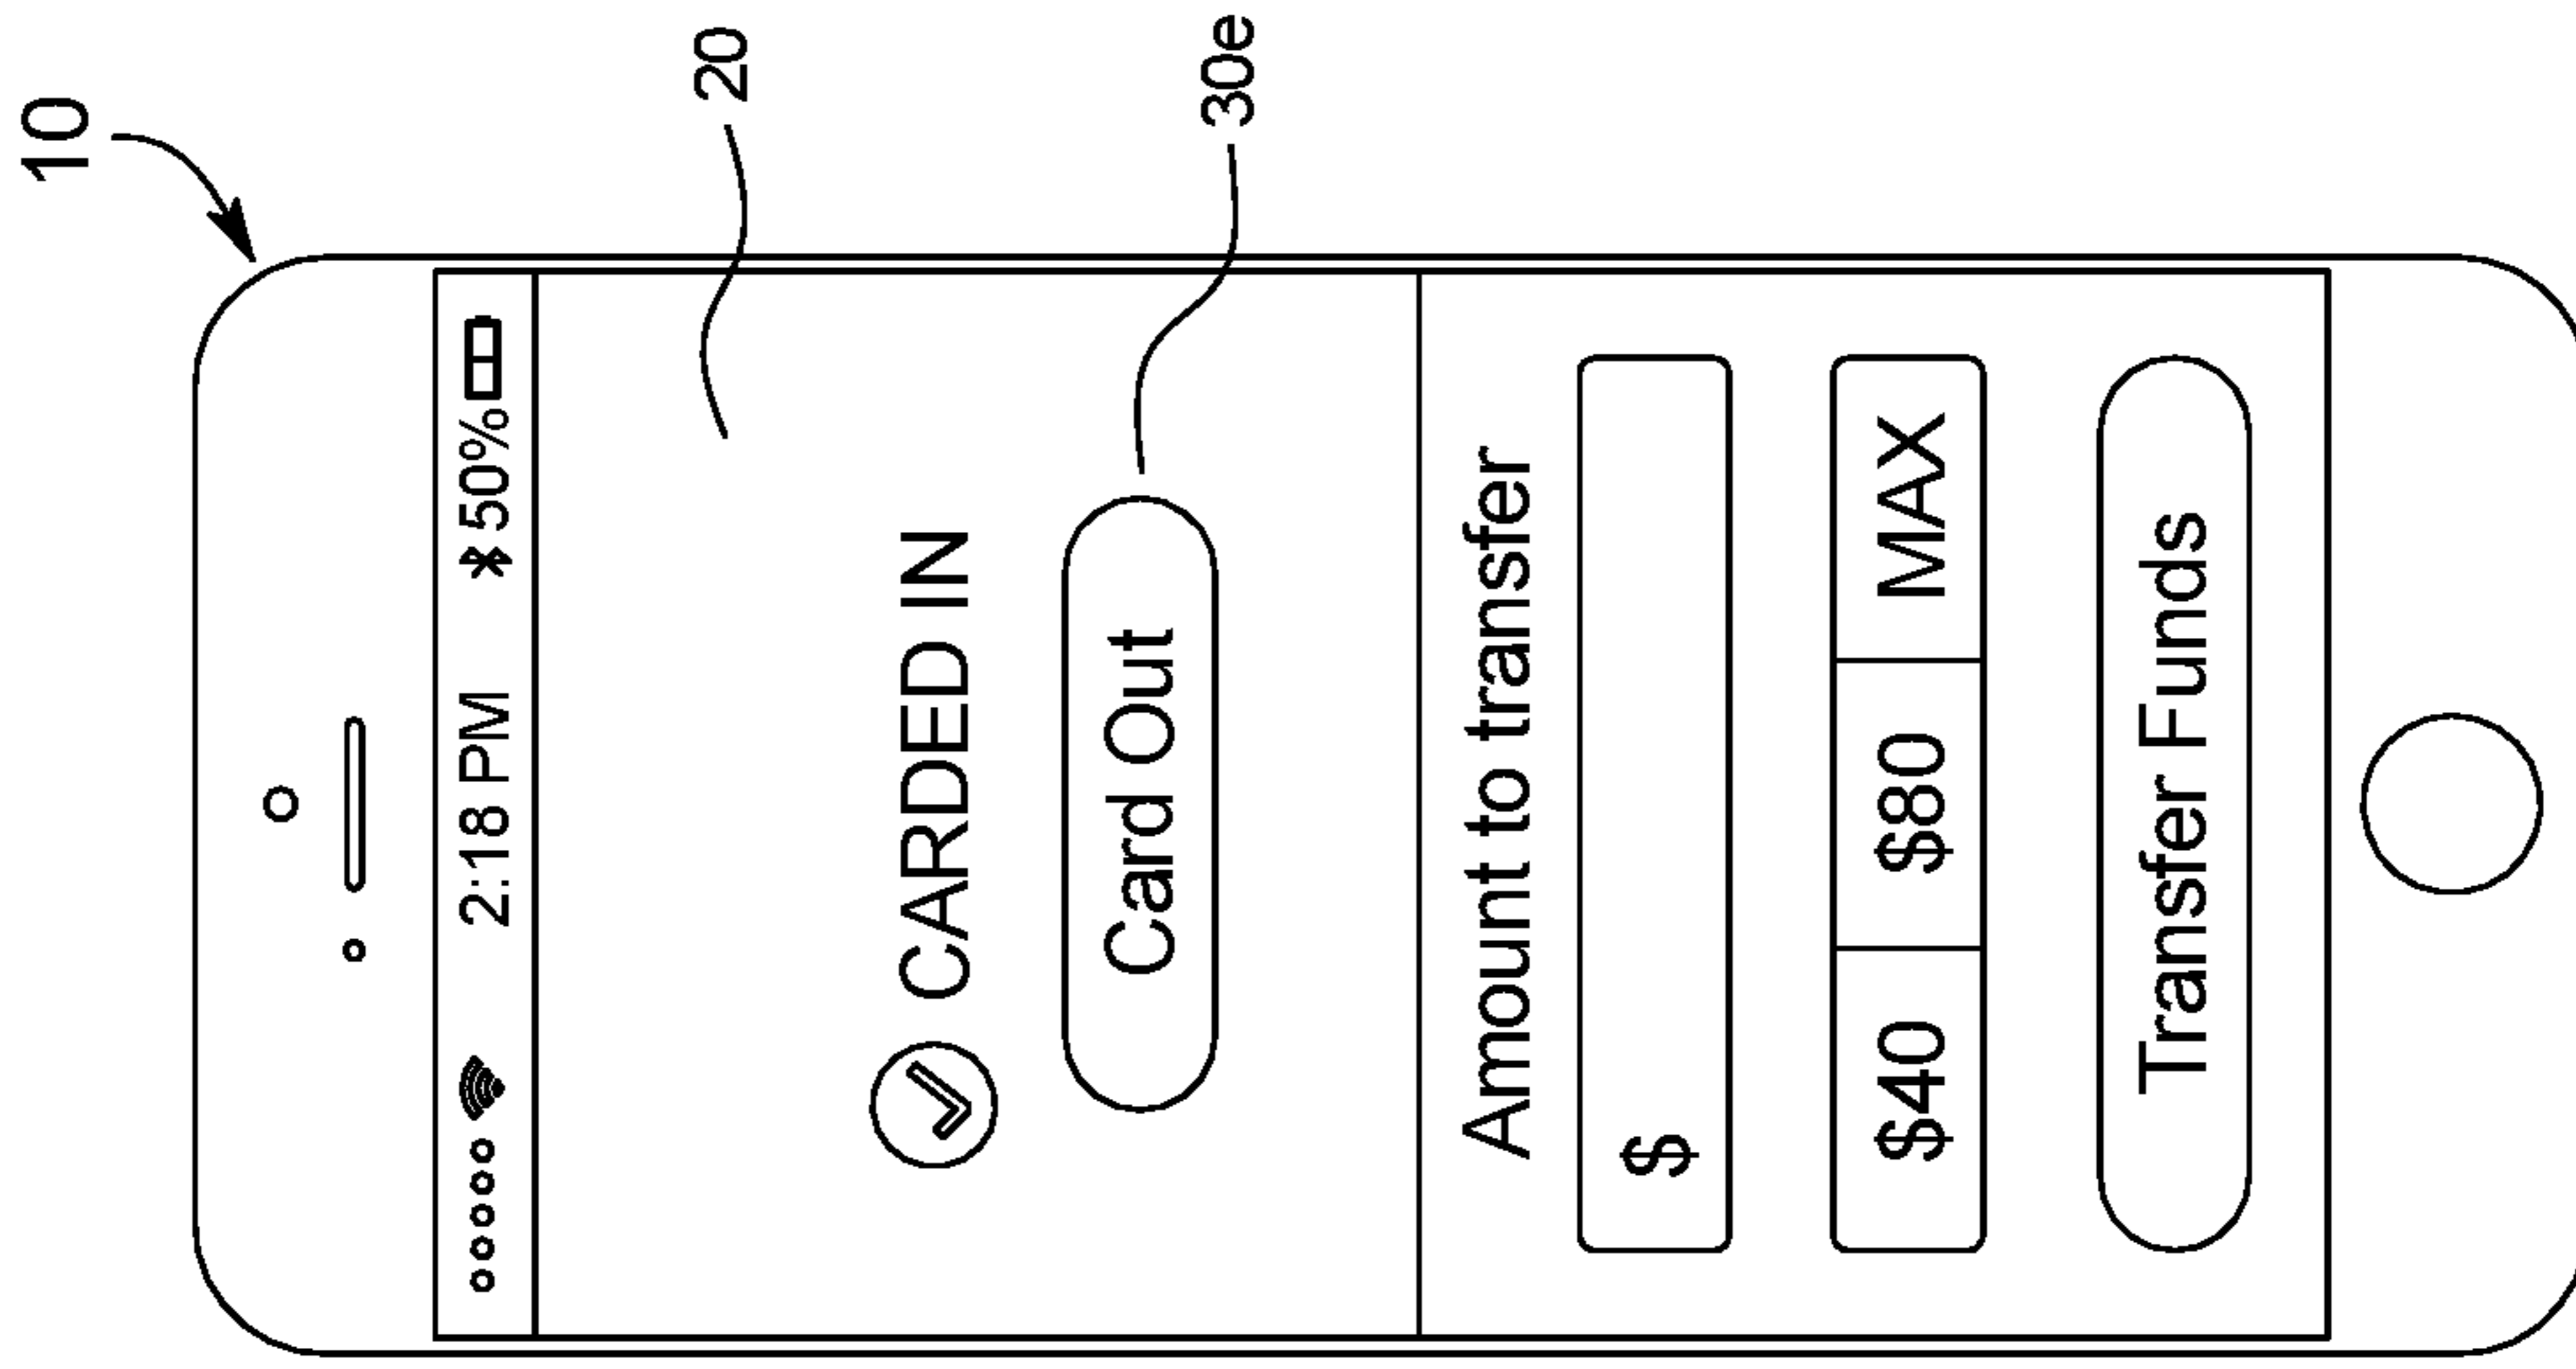 10
2:18 PM 50%
20
CARDED IN
Card Out
30e
Amount to transfer
$
$40 $80 MAX
Transfer Funds